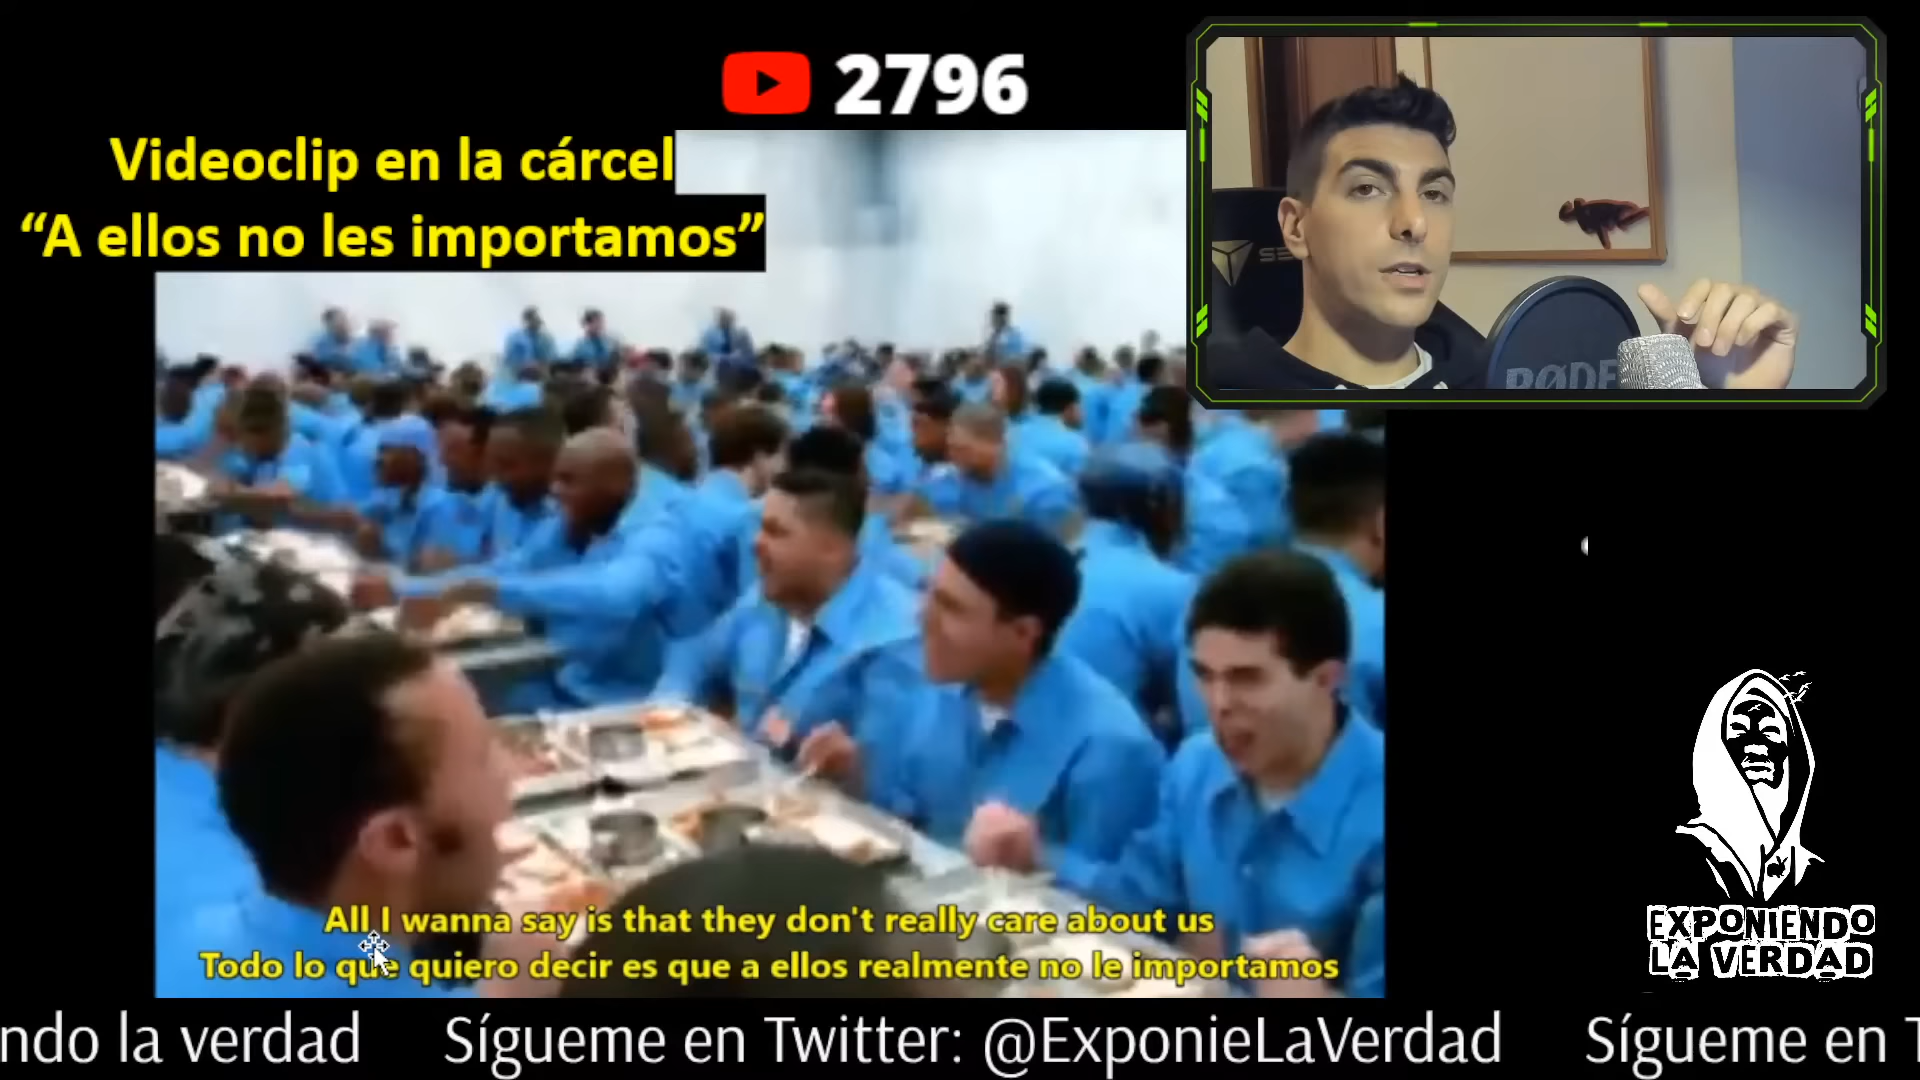 2796
Videoclip en la cárcel
“A ellos no les importamos”
RØDE
All I wanna say is that they don't really care about us
Todo lo que quiero decir es que a ellos realmente no le importamos
EXPONIENDO
LA VERDAD
ndo la verdad Sígueme en Twitter: @ExponieLaVerdad Sígueme en T